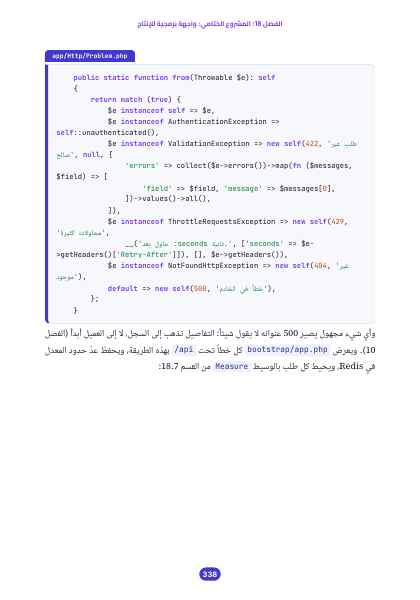 الفصل 18: المشروع الختامي: واجهة برمجية للإنتاج
app/Http/Problem.php
public static function from(Throwable $e): self
{
return match (true) {
$e instanceof self => $e,
$e instanceof AuthenticationException =>
self::unauthenticated(),
$e instanceof ValidationException => new self(422, 'طلب غير
صالح', null, [
'errors' => collect($e->errors())->map(fn ($messages,
$field) => [
'field' => $field, 'message' => $messages[0],
])->values()->all(),
]),
$e instanceof ThrottleRequestsException => new self(429,
'محاولات كثيرة',
__('حاول بعد :seconds ثانية.', ['seconds' => $e-
>getHeaders()['Retry-After']]), [], $e->getHeaders()),
$e instanceof NotFoundHttpException => new self(404, 'غير
موجود'),
default => new self(500, 'خطأ في الخادم'),
};
}
وأي شيء مجهول يصير 500 عنوانه لا يقول شيئًا: التفاصيل تذهب إلى السجل، لا إلى العميل أبدًا (الفصل
10). ويعرض bootstrap/app.php كل خطأ تحت /api بهذه الطريقة، ويحفظ عدّ حدود المعدل
في Redis، ويحيط كل طلب بالوسيط Measure من القسم 18.7:
338